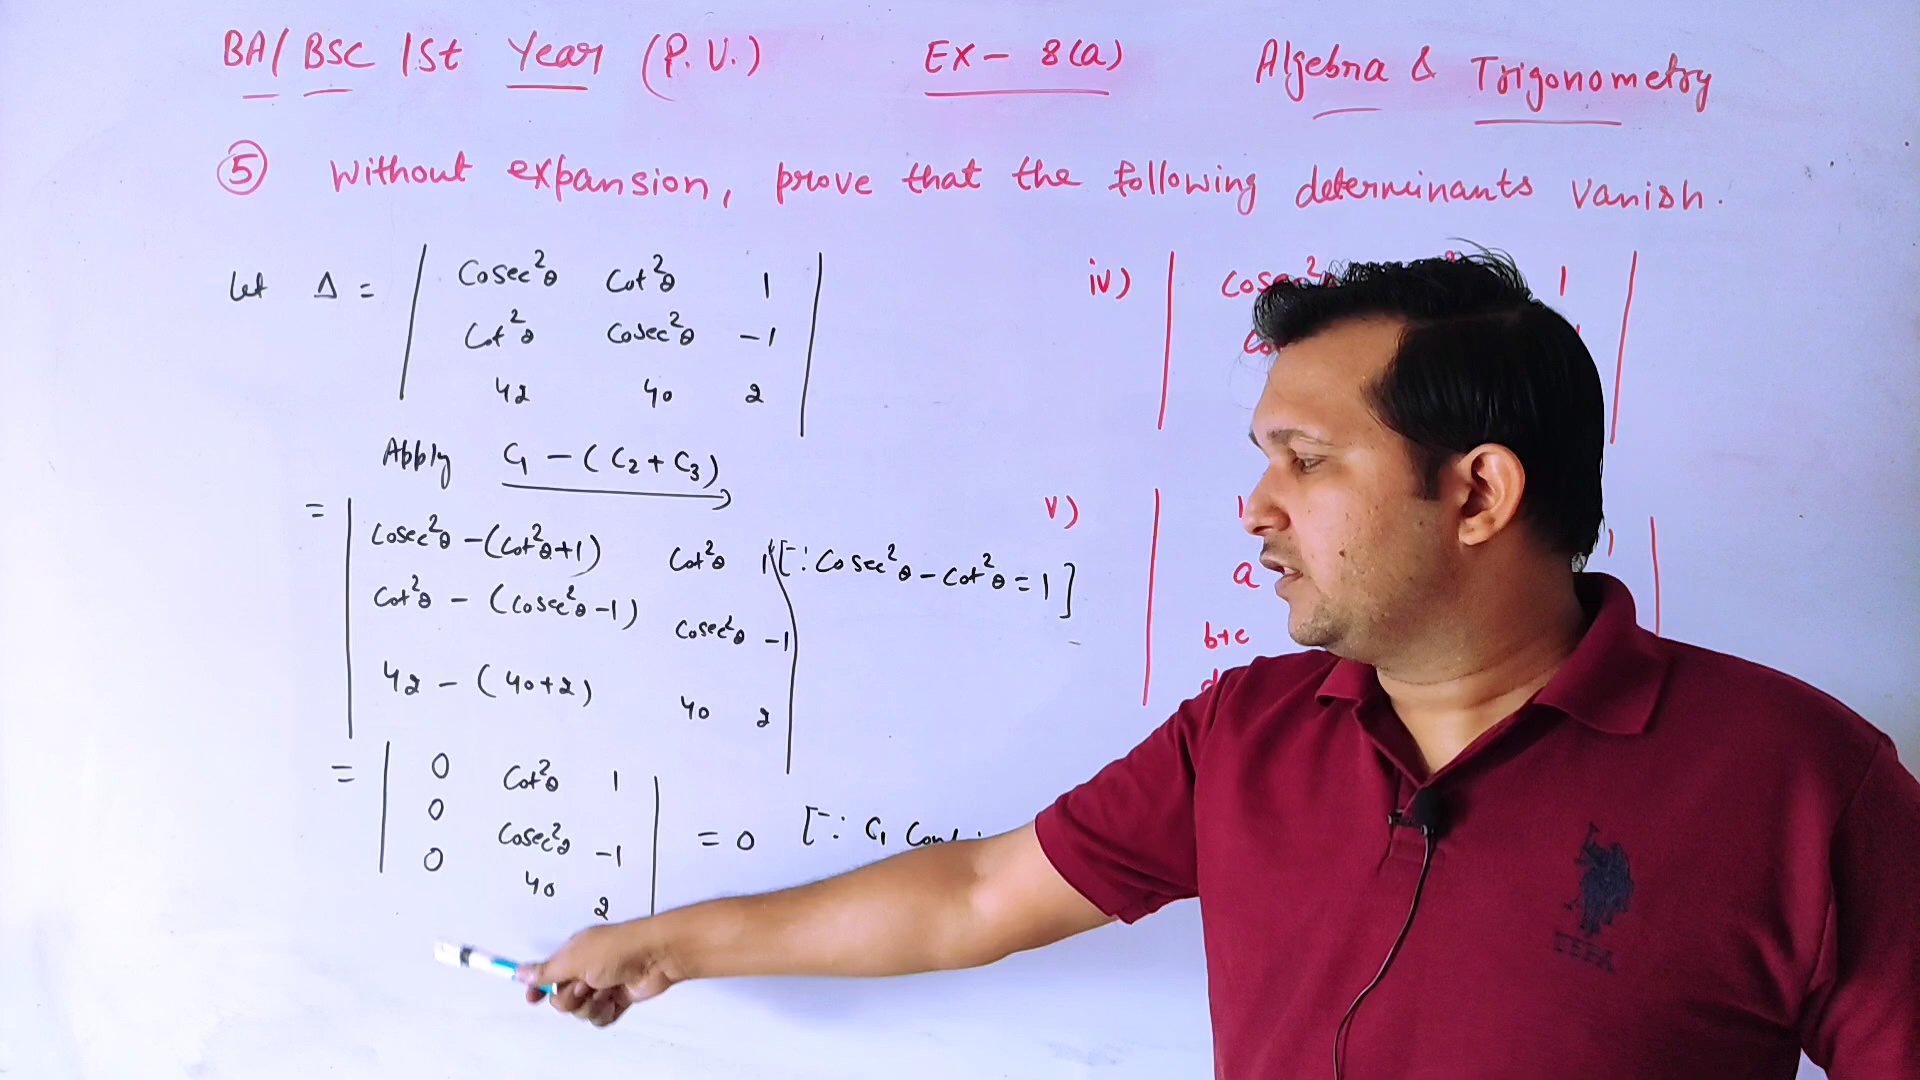 BA/ BSC 1St Year (P.U.) EX- 8(a) Algebra & Trigonometry
5 Without expansion, prove that the following determinants vanish.
Let Δ = | Cosec²θ Cot²θ 1 |
| Cot²θ Cosec²θ -1 |
| 42 40 2 |
Apply C₁ - (C₂ + C₃)
= | Cosec²θ - (Cot²θ+1) Cot²θ 1 | [∵ Cosec²θ - Cot²θ = 1]
| Cot²θ - (Cosec²θ -1) Cosec²θ -1 |
| 42 - (40+2) 40 2 |
= | 0 Cot²θ 1 |
| 0 Cosec²θ -1 | = 0 [∵ C₁
| 0 40 2 |
iv) | 1 |
v) | 1
a 1 |
b+c